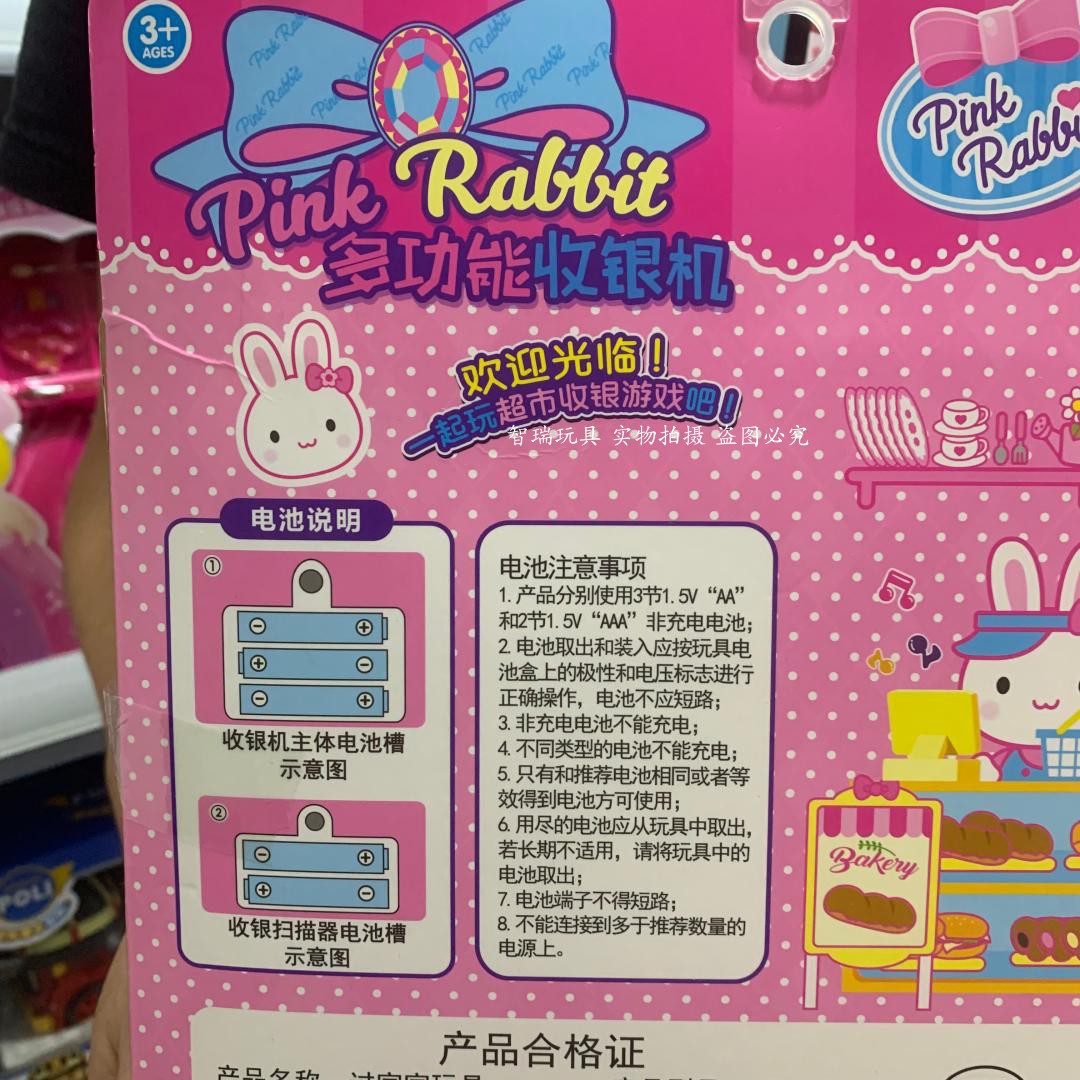 3+
AGES
Pink Rabbit
Pink Rabbit
Pink Rabbit
Pink Rabbit
多功能收银机
Pink
欢迎光临！
一起玩超市收银游戏吧！
智瑞玩具 实物拍摄 盗图必究
电池说明
①
收银机主体电池槽
示意图
②
收银扫描器电池槽
示意图
电池注意事项
1. 产品分别使用3节1.5V“AA”
和2节1.5V“AAA”非充电电池；
2. 电池取出和装入应按玩具电
池盒上的极性和电压标志进行
正确操作，电池不应短路；
3. 非充电电池不能充电；
4. 不同类型的电池不能充电；
5. 只有和推荐电池相同或者等
效得到电池方可使用；
6. 用尽的电池应从玩具中取出，
若长期不适用，请将玩具中的
电池取出；
7. 电池端子不得短路；
8. 不能连接到多于推荐数量的
电源上。
Bakery
POLI
产品合格证
产品名称